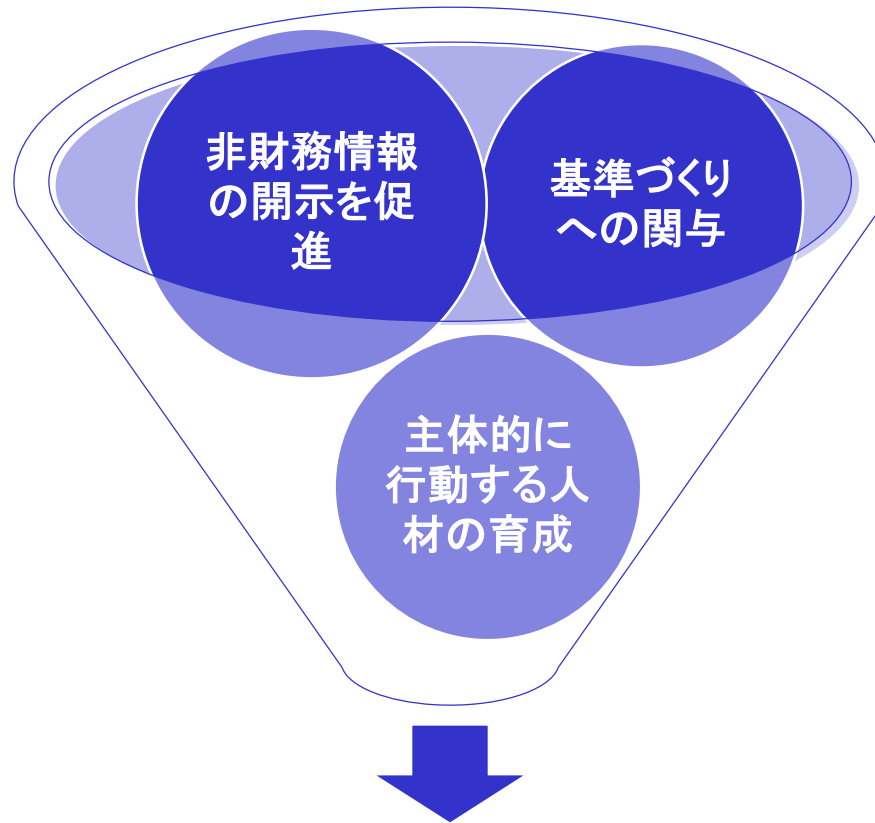 非財務情報
の開示を促
進
基準づくり
への関与
主体的に
行動する人
材の育成